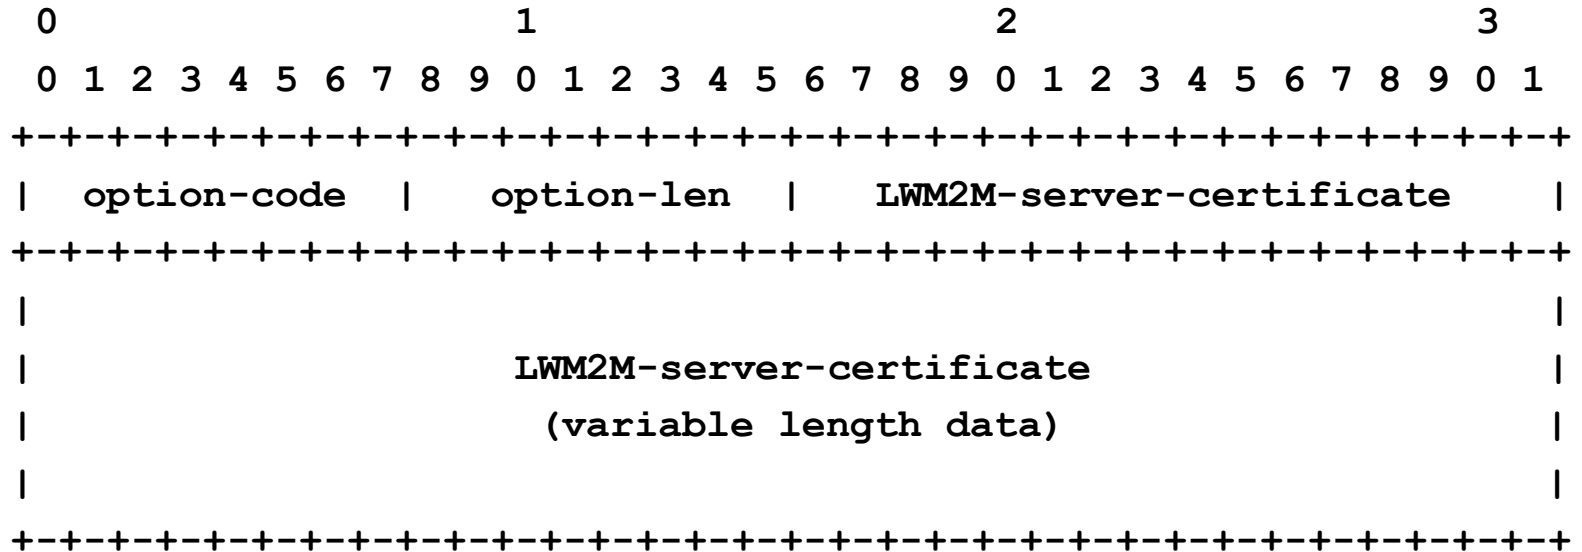 0                   1                   2                   3
0 1 2 3 4 5 6 7 8 9 0 1 2 3 4 5 6 7 8 9 0 1 2 3 4 5 6 7 8 9 0 1
+-+-+-+-+-+-+-+-+-+-+-+-+-+-+-+-+-+-+-+-+-+-+-+-+-+-+-+-+-+-+-+-+
|  option-code  |   option-len  |   LWM2M-server-certificate    |
+-+-+-+-+-+-+-+-+-+-+-+-+-+-+-+-+-+-+-+-+-+-+-+-+-+-+-+-+-+-+-+-+
|                                                               |
|                    LWM2M-server-certificate                   |
|                     (variable length data)                    |
|                                                               |
+-+-+-+-+-+-+-+-+-+-+-+-+-+-+-+-+-+-+-+-+-+-+-+-+-+-+-+-+-+-+-+-+